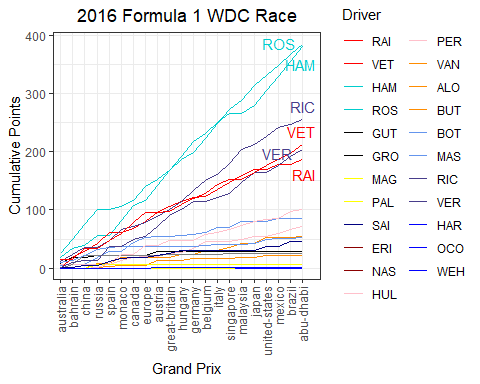 2016 Formula 1 WDC Race
Cumulative Points
400
300
200
100
0
ROS
HAM
RIC
VET
VER
RAI
australia
bahrain
china
russia
spain
monaco
canada
europe
austria
great-britain
hungary
germany
belgium
italy
singapore
malaysia
japan
united-states
mexico
brazil
abu-dhabi
Grand Prix
Driver
RAI
VET
HAM
ROS
GUT
GRO
MAG
PAL
SAI
ERI
NAS
HUL
PER
VAN
ALO
BUT
BOT
MAS
RIC
VER
HAR
OCO
WEH